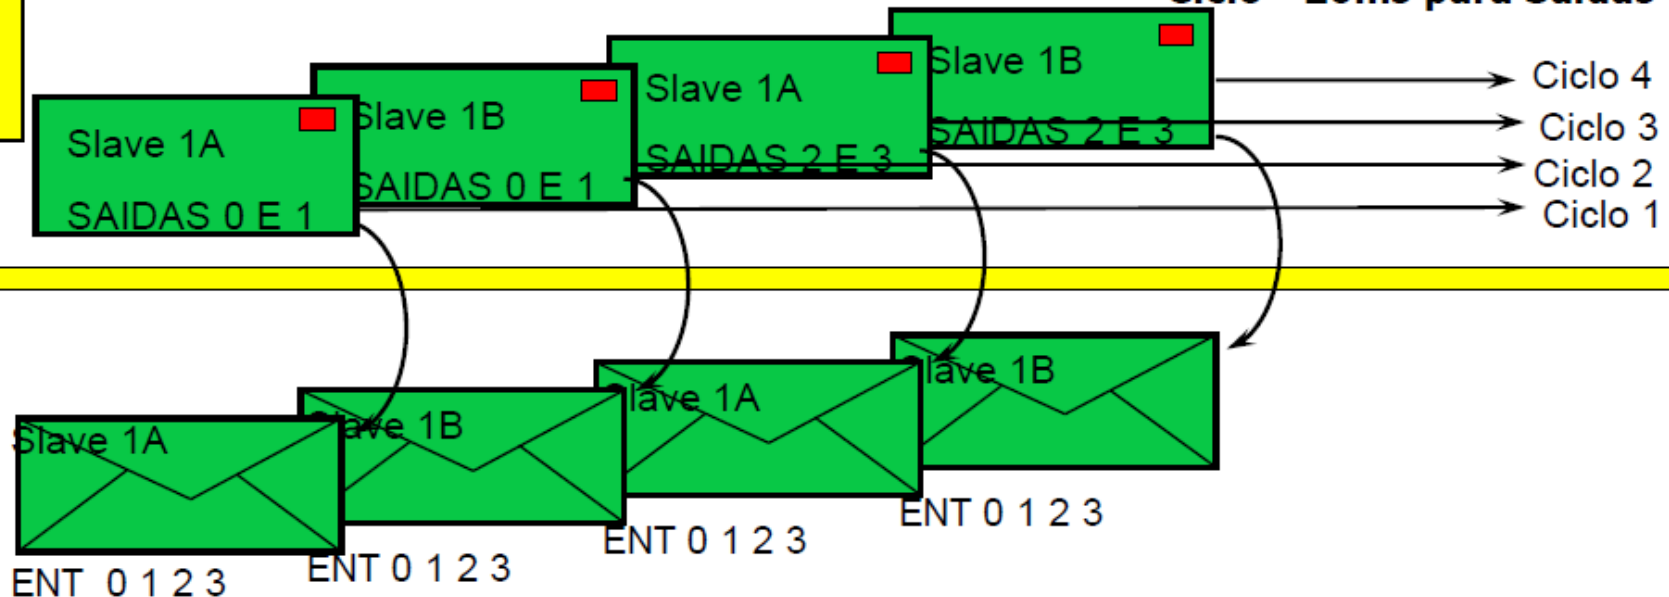 Slave 1B
Ciclo 4
Slave 1A
Slave 1B
Ciclo 3
Slave 1A
SAIDAS 2 E 3
SAIDAS 2 E 3
Ciclo 2
SAIDAS 0 E 1
SAIDAS 0 E 1
Ciclo 1
Slave 1B
Slave 1A
Slave 1B
Slave 1A
ENT 0 1 2 3
ENT 0 1 2 3
ENT 0 1 2 3
ENT 0 1 2 3